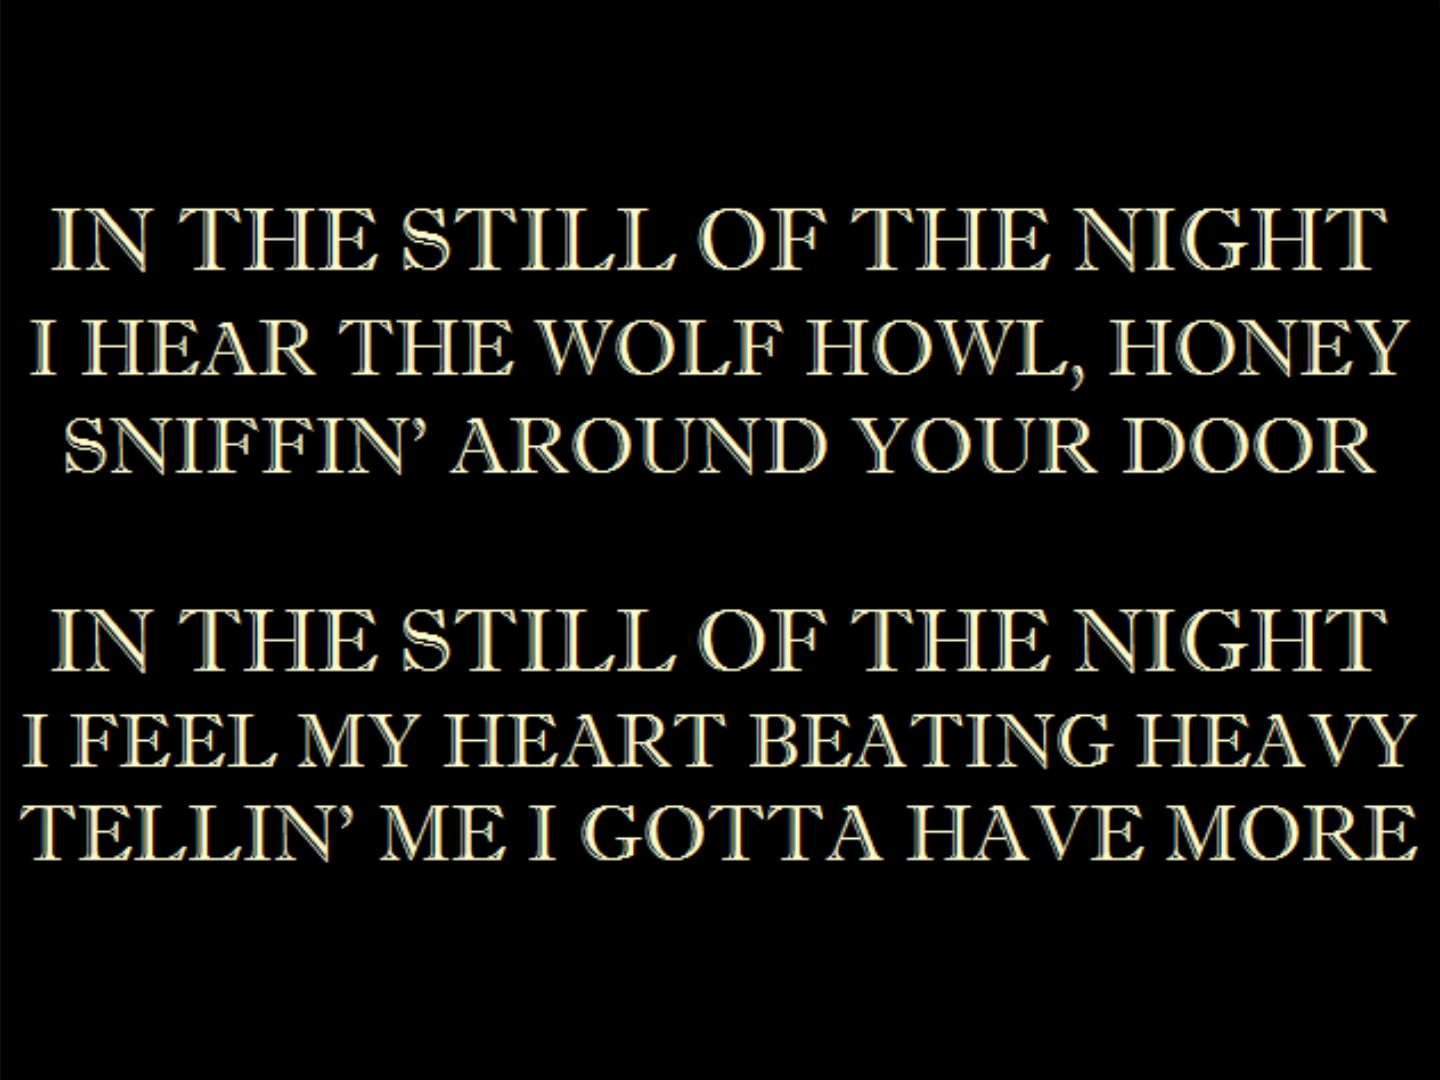 IN THE STILL OF THE NIGHT
I HEAR THE WOLF HOWL, HONEY
SNIFFIN’ AROUND YOUR DOOR
IN THE STILL OF THE NIGHT
I FEEL MY HEART BEATING HEAVY
TELLIN’ ME I GOTTA HAVE MORE